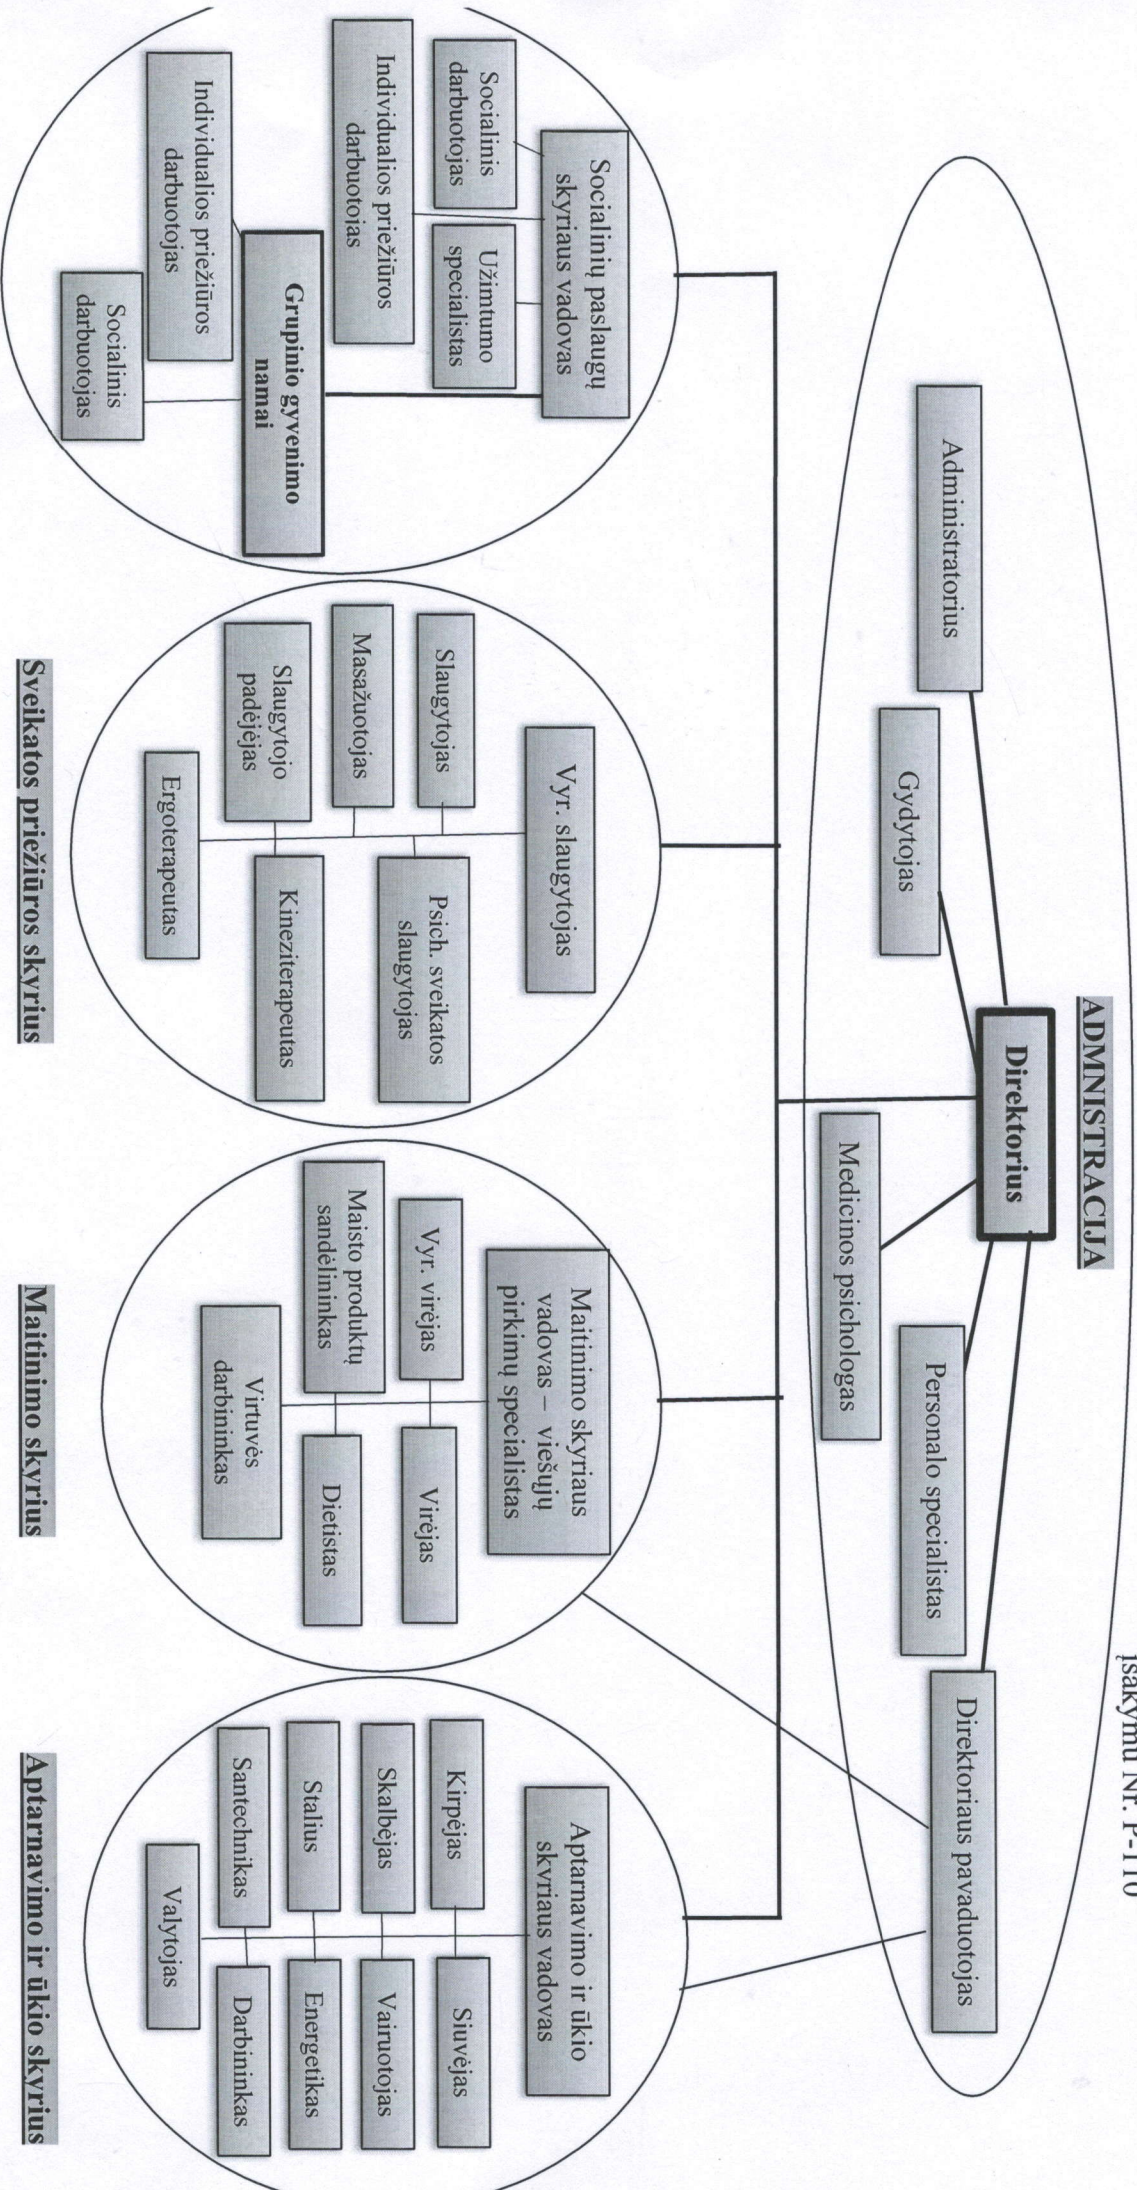 įsakymu Nr. P-110
ADMNISTRACIJA
Direktorius
Administratorius
Gydytojas
Medicinos psichologas
Personalo specialistas
Direktoriaus pavaduotojas
Socialinių paslaugų
skyriaus vadovas
Socialinis
darbuotojas
Užimtumo
specialistas
Individualios priežiūros
darbuotojas
Grupinio gyvenimo
namai
Individualios priežiūros
darbuotojas
Socialinis
darbuotojas
Vyr. slaugytojas
Slaugytojas
Psich. sveikatos
slaugytojas
Masažuotojas
Slaugytojo
padėjėjas
Kineziterapeutas
Ergoterapeutas
Sveikatos priežiūros skyrius
Maitinimo skyriaus
vadovas – viešųjų
pirkimų specialistas
Vyr. virėjas
Virėjas
Maisto produktų
sandėlininkas
Dietistas
Virtuvės
darbininkas
Maitinimo skyrius
Aptarnavimo ir ūkio
skyriaus vadovas
Kirpėjas
Siuvėjas
Skalbėjas
Vairuotojas
Stalius
Energetikas
Santechnikas
Darbininkas
Valytojas
Aptarnavimo ir ūkio skyrius